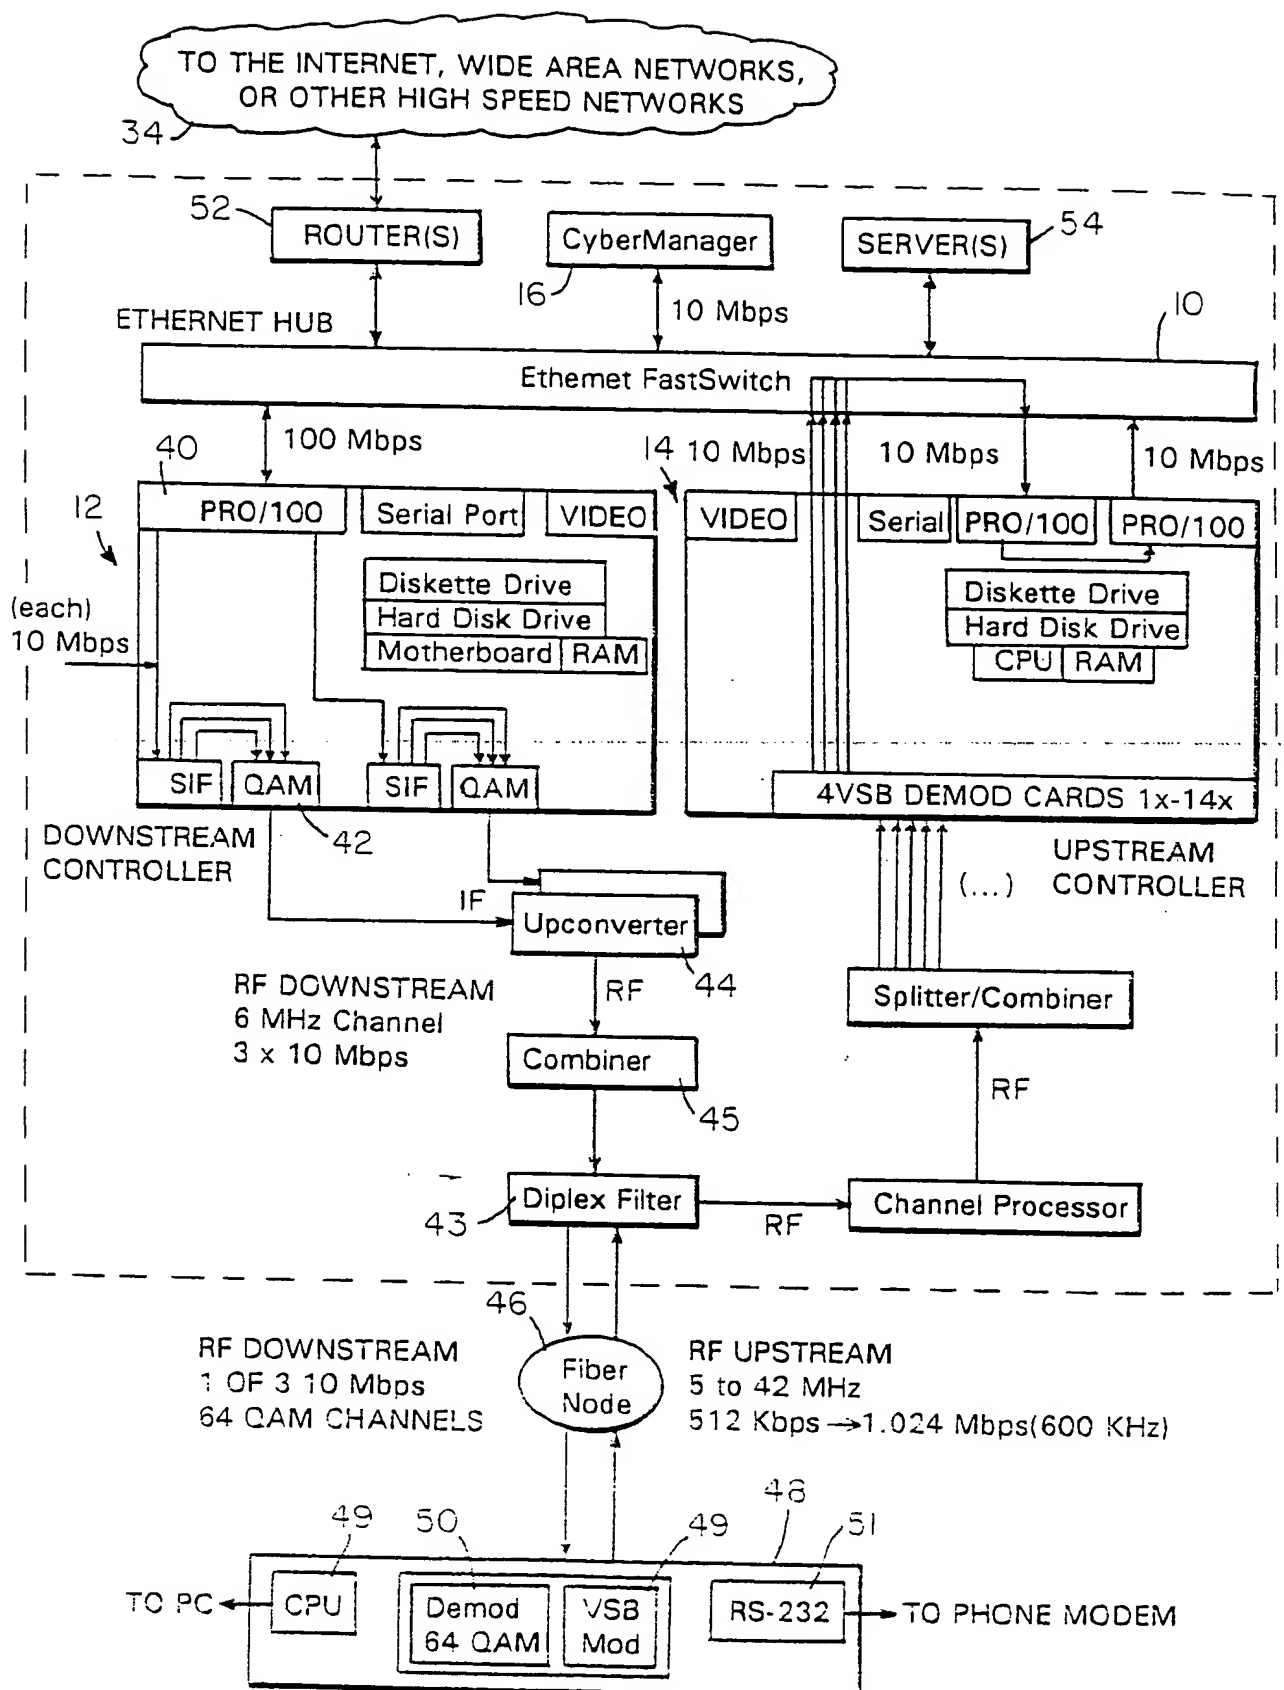 TO THE INTERNET, WIDE AREA NETWORKS,
OR OTHER HIGH SPEED NETWORKS
34
52
ROUTER(S)
CyberManager
SERVER(S)
54
16
10 Mbps
10
ETHERNET HUB
Ethernet FastSwitch
40
100 Mbps
14
10 Mbps
10 Mbps
10 Mbps
12
PRO/100
Serial Port
VIDEO
VIDEO
Serial
PRO/100
PRO/100
Diskette Drive
Hard Disk Drive
Motherboard
RAM
Diskette Drive
Hard Disk Drive
CPU
RAM
(each)
10 Mbps
SIF
QAM
SIF
QAM
4VSB DEMOD CARDS 1x-14x
DOWNSTREAM
CONTROLLER
42
UPSTREAM
CONTROLLER
(...)
IF
Upconverter
44
RF DOWNSTREAM
6 MHz Channel
3 x 10 Mbps
RF
Splitter/Combiner
Combiner
45
RF
Diplex Filter
43
RF
Channel Processor
46
RF DOWNSTREAM
1 OF 3 10 Mbps
64 QAM CHANNELS
Fiber
Node
RF UPSTREAM
5 to 42 MHz
512 Kbps→1.024 Mbps(600 KHz)
49
50
49
48
51
TO PC
CPU
Demod
64 QAM
VSB
Mod
RS-232
TO PHONE MODEM